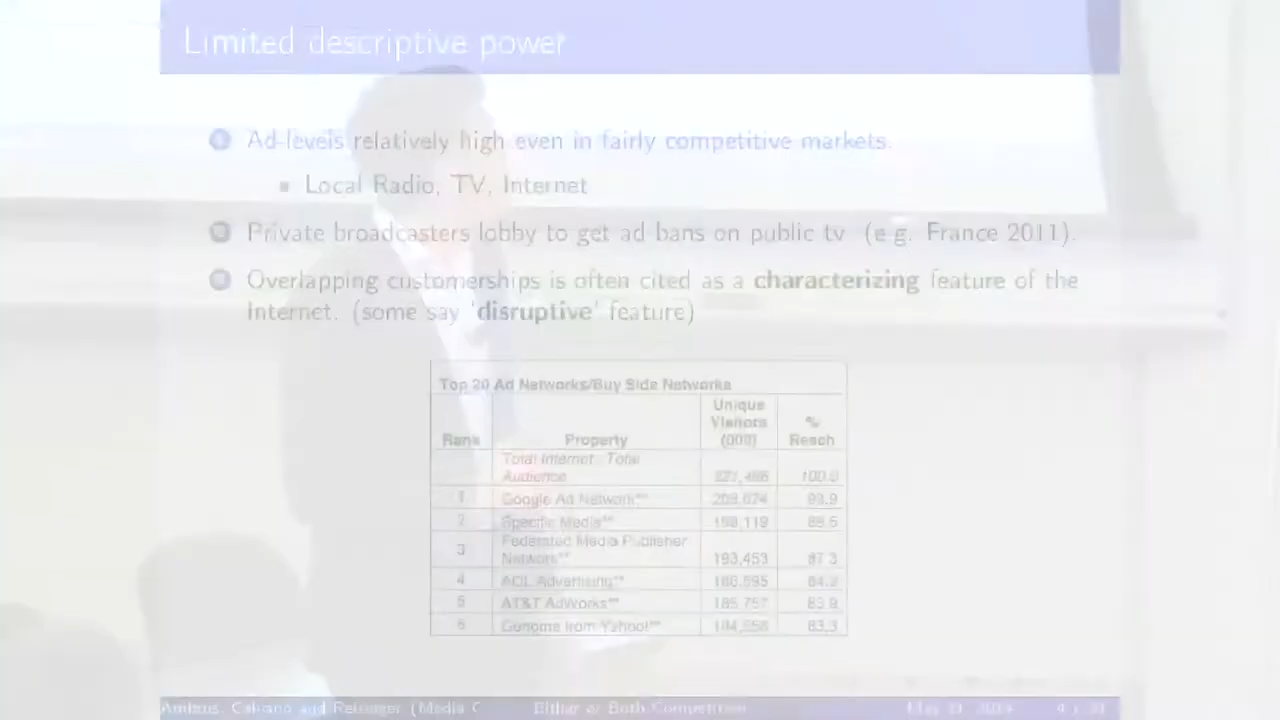 Limited descriptive power
Ad-levels relatively high even in fairly competitive markets.
Local Radio, TV, Internet
Private broadcasters lobby to get ad bans on public tv (e.g. France 2011).
Overlapping customerships is often cited as a characterizing feature of the
Internet. (some say 'disruptive' feature)
Top 20 Ad Networks/Buy Side Networks
Rank Property Unique Visitors (000) % Reach
Total Internet : Total Audience 100.0
1 Google Ad Network**
2 Specific Media**
3 Federated Media Publisher Network** 193,453 87.3
4 AOL Advertising**
5 AT&T AdWorks** 185,757
6 Genome from Yahoo!** 83.3
and Reisinger (Media C Either or Both Competition